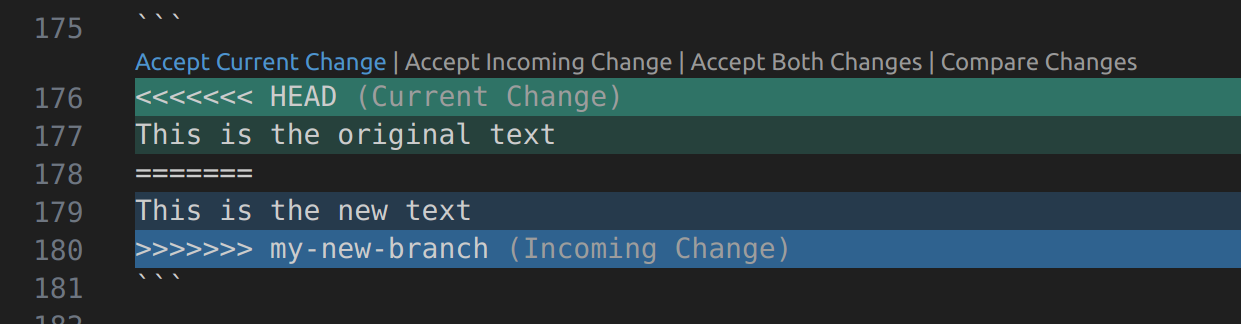 175 ```
Accept Current Change | Accept Incoming Change | Accept Both Changes | Compare Changes
176 <<<<<<< HEAD (Current Change)
177 This is the original text
178 =======
179 This is the new text
180 >>>>>>> my-new-branch (Incoming Change)
181 ```
182